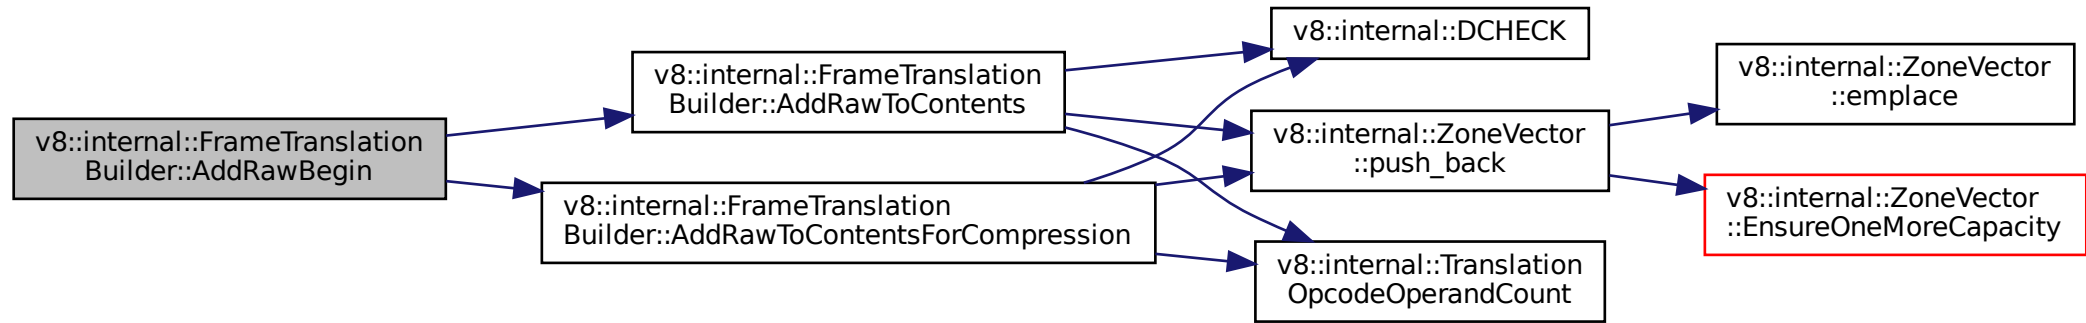 v8::internal::FrameTranslation
Builder::AddRawBegin
v8::internal::FrameTranslation
Builder::AddRawToContents
v8::internal::FrameTranslation
Builder::AddRawToContentsForCompression
v8::internal::DCHECK
v8::internal::ZoneVector
::push_back
v8::internal::Translation
OpcodeOperandCount
v8::internal::ZoneVector
::emplace
v8::internal::ZoneVector
::EnsureOneMoreCapacity